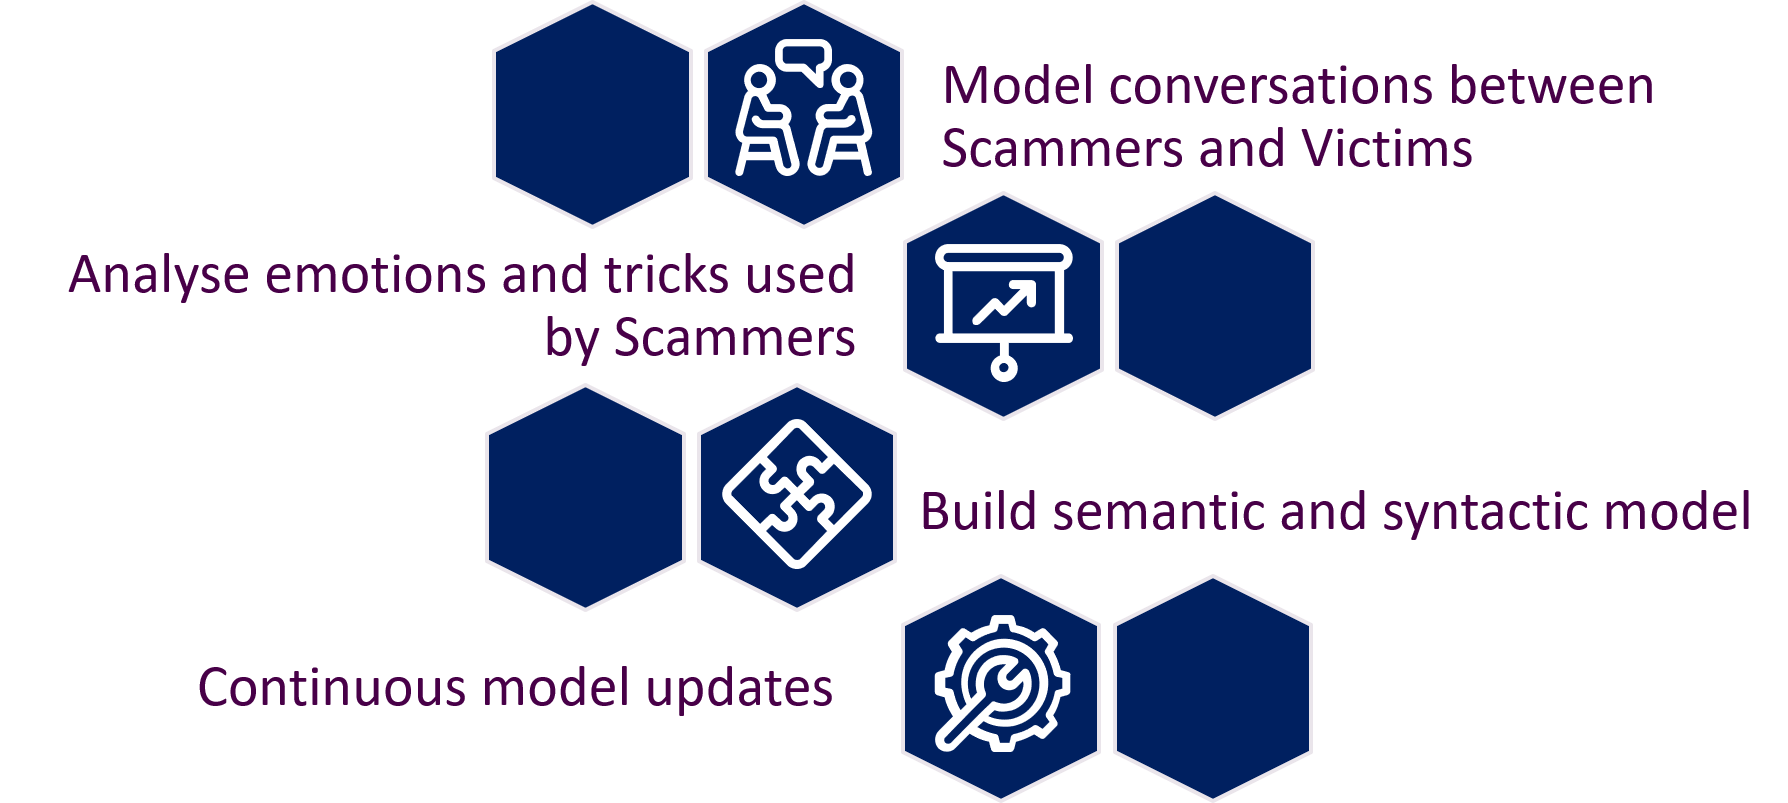 Model conversations between
Scammers and Victims
Analyse emotions and tricks used
by Scammers
Build semantic and syntactic model
Continuous model updates